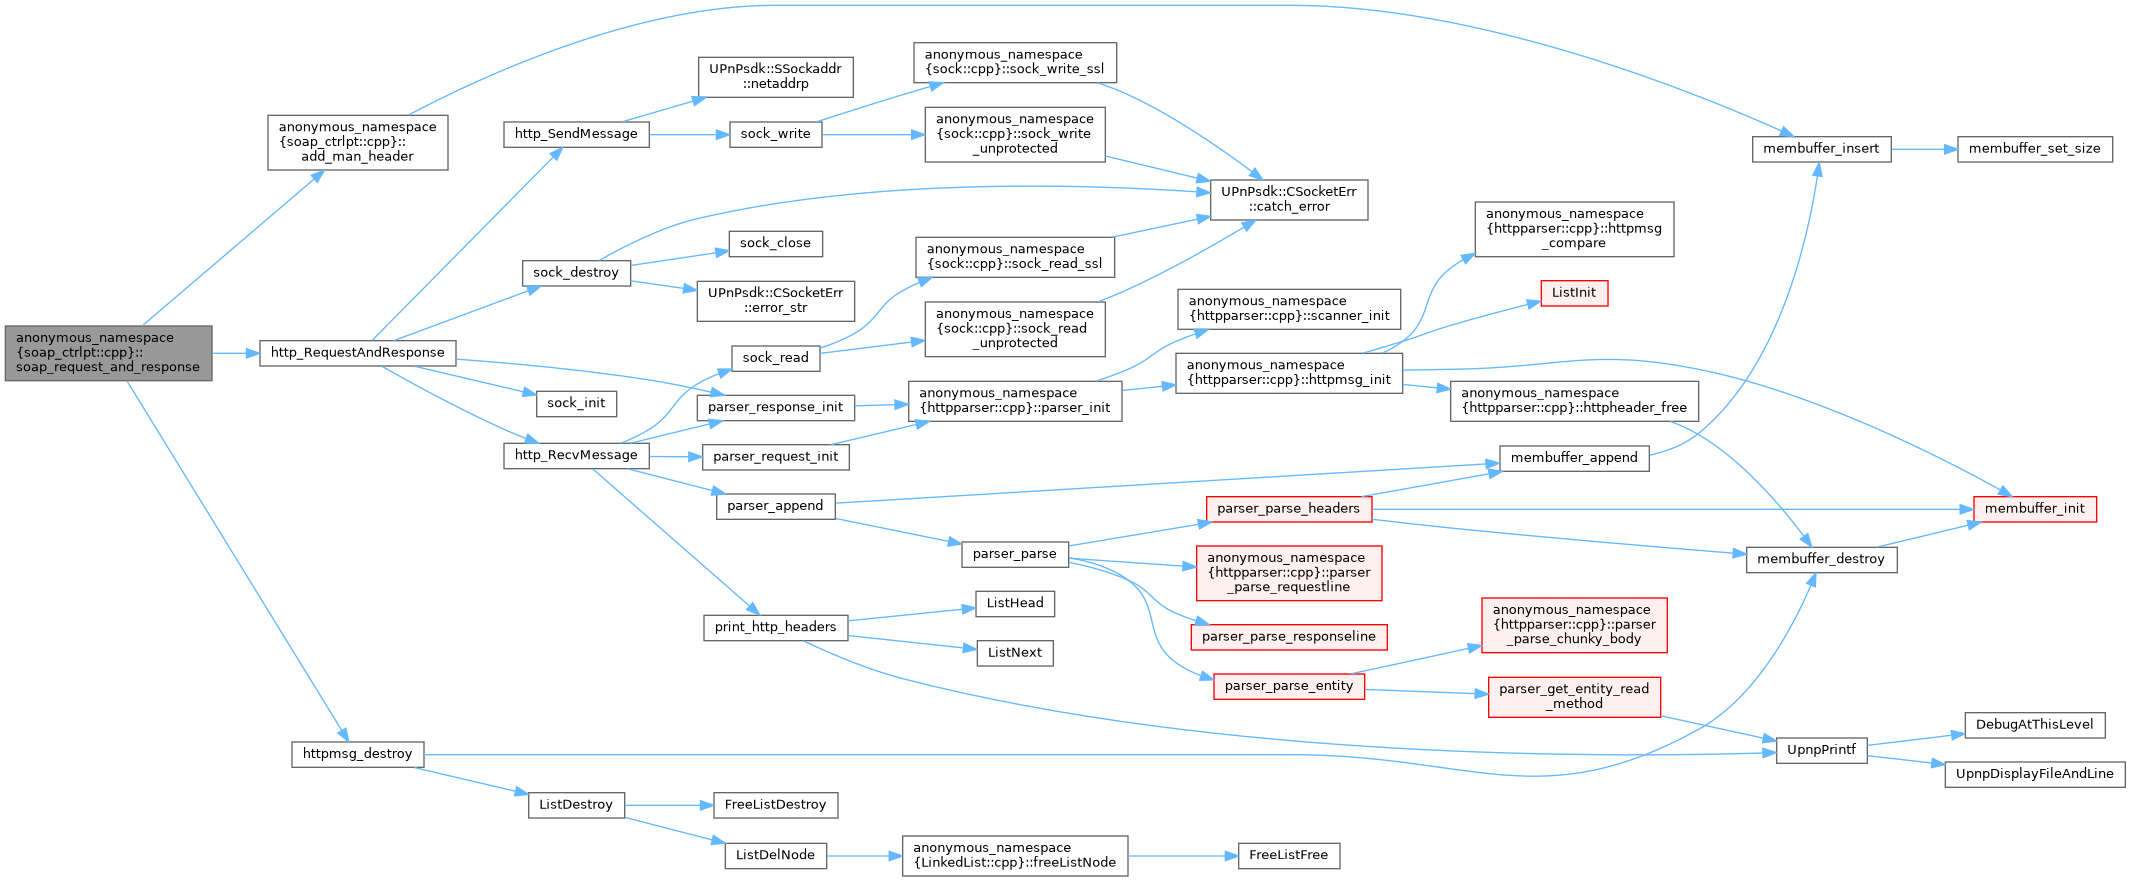 anonymous_namespace
{soap_ctrlpt::cpp}::
soap_request_and_response
anonymous_namespace
{soap_ctrlpt::cpp}::
add_man_header
http_RequestAndResponse
httpmsg_destroy
http_SendMessage
sock_destroy
sock_init
http_RecvMessage
ListDestroy
UPnPsdk::SSockaddr
::netaddrp
sock_write
sock_close
UPnPsdk::CSocketErr
::error_str
sock_read
parser_response_init
parser_request_init
parser_append
print_http_headers
FreeListDestroy
ListDelNode
anonymous_namespace
{sock::cpp}::sock_write_ssl
anonymous_namespace
{sock::cpp}::sock_write
_unprotected
anonymous_namespace
{sock::cpp}::sock_read_ssl
anonymous_namespace
{sock::cpp}::sock_read
_unprotected
anonymous_namespace
{httpparser::cpp}::parser_init
parser_parse
ListHead
ListNext
anonymous_namespace
{LinkedList::cpp}::freeListNode
UPnPsdk::CSocketErr
::catch_error
anonymous_namespace
{httpparser::cpp}::scanner_init
anonymous_namespace
{httpparser::cpp}::httpmsg_init
parser_parse_headers
anonymous_namespace
{httpparser::cpp}::parser
_parse_requestline
parser_parse_responseline
parser_parse_entity
FreeListFree
anonymous_namespace
{httpparser::cpp}::httpmsg
_compare
ListInit
anonymous_namespace
{httpparser::cpp}::httpheader_free
membuffer_append
anonymous_namespace
{httpparser::cpp}::parser
_parse_chunky_body
parser_get_entity_read
_method
membuffer_insert
membuffer_destroy
UpnpPrintf
membuffer_set_size
membuffer_init
DebugAtThisLevel
UpnpDisplayFileAndLine